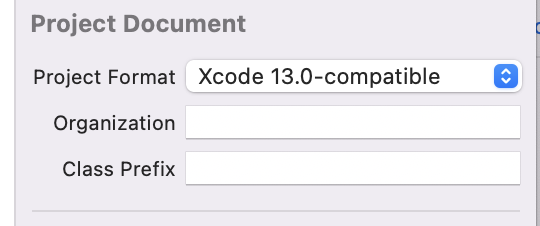 Project Document
Project Format Xcode 13.0-compatible
Organization
Class Prefix